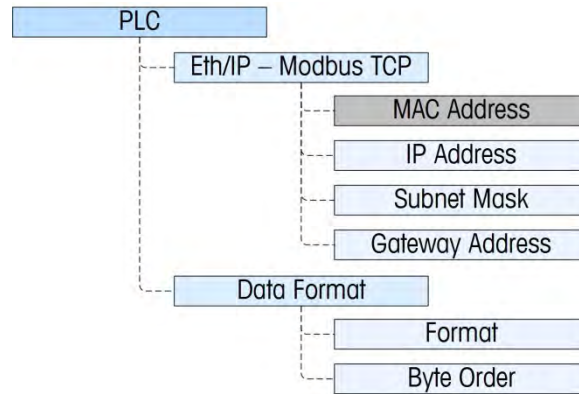 PLC
Eth/IP – Modbus TCP
MAC Address
IP Address
Subnet Mask
Gateway Address
Data Format
Format
Byte Order